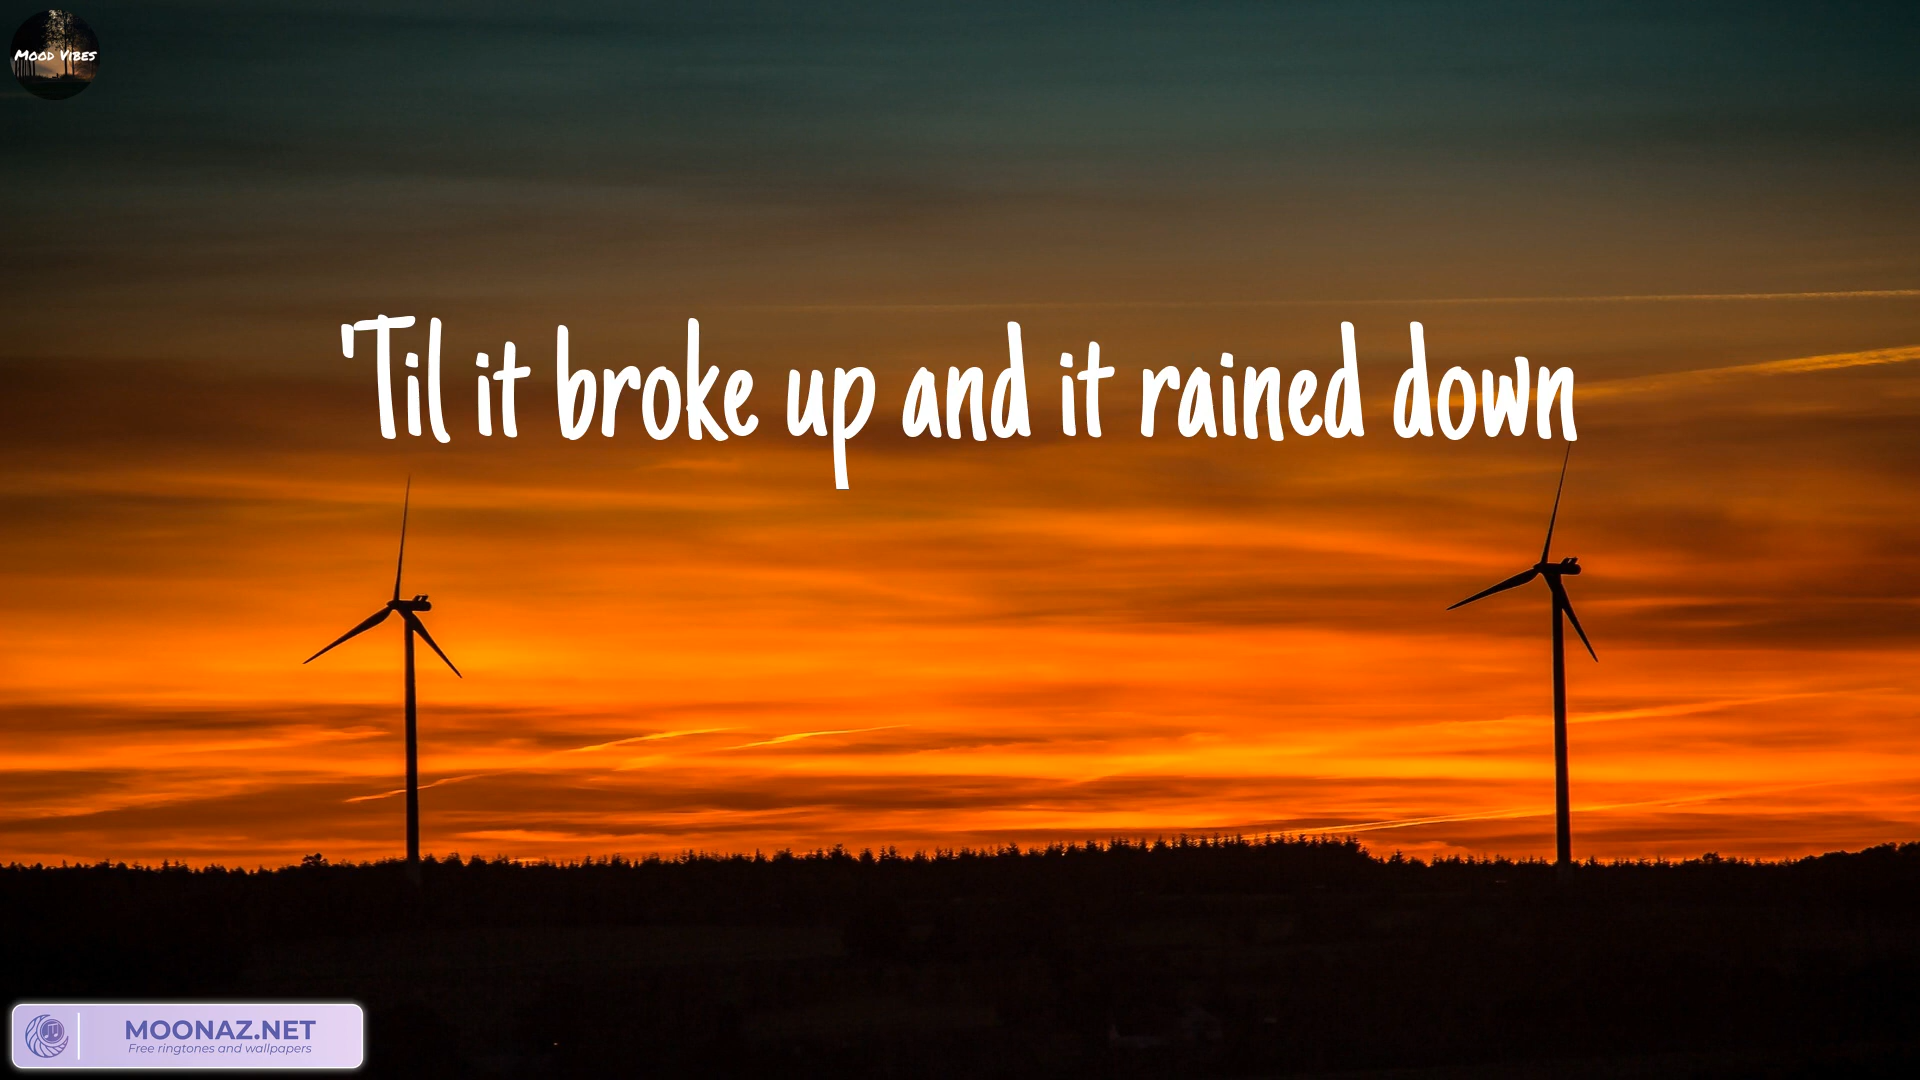 Mood Vibes
'Til it broke up and it rained down
MOONAZ.NET
Free ringtones and wallpapers